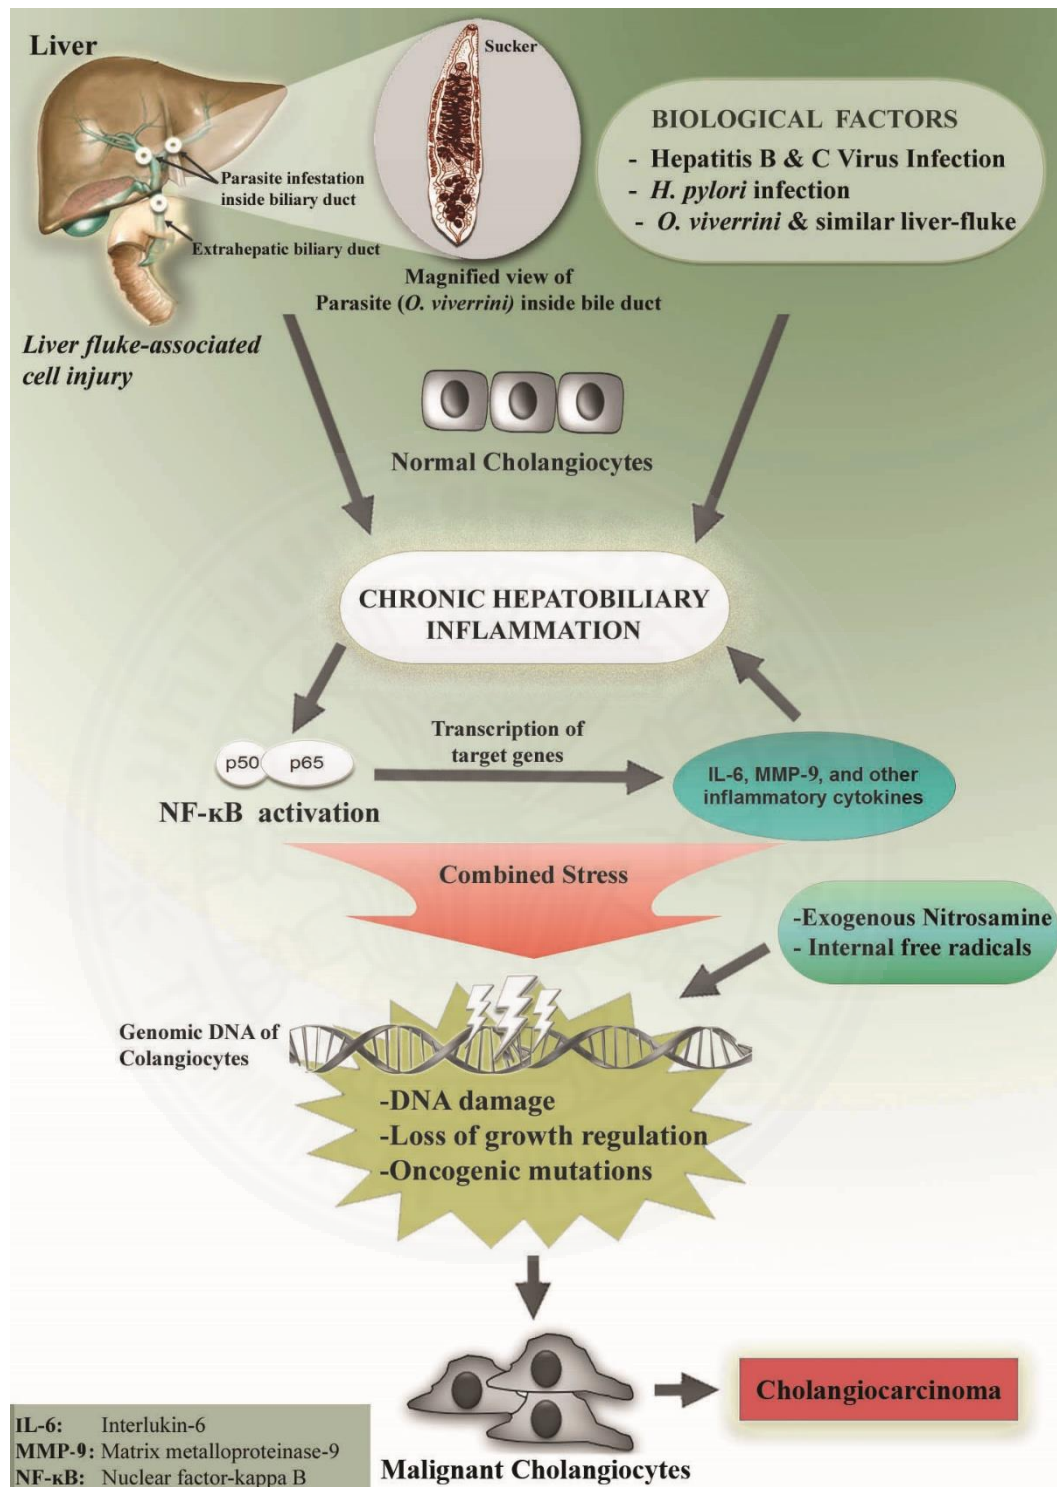 Liver
Sucker
Parasite infestation
inside biliary duct
Extrahepatic biliary duct
Magnified view of
Parasite (O. viverrini) inside bile duct
Liver fluke-associated
cell injury
BIOLOGICAL FACTORS
- Hepatitis B & C Virus Infection
- H. pylori infection
- O. viverrini & similar liver-fluke
Normal Cholangiocytes
CHRONIC HEPATOBILIARY
INFLAMMATION
Transcription of
target genes
p50 p65
NF-κB activation
IL-6, MMP-9, and other
inflammatory cytokines
Combined Stress
-Exogenous Nitrosamine
- Internal free radicals
Genomic DNA of
Colangiocytes
-DNA damage
-Loss of growth regulation
-Oncogenic mutations
Malignant Cholangiocytes
Cholangiocarcinoma
IL-6: Interlukin-6
MMP-9: Matrix metalloproteinase-9
NF-κB: Nuclear factor-kappa B